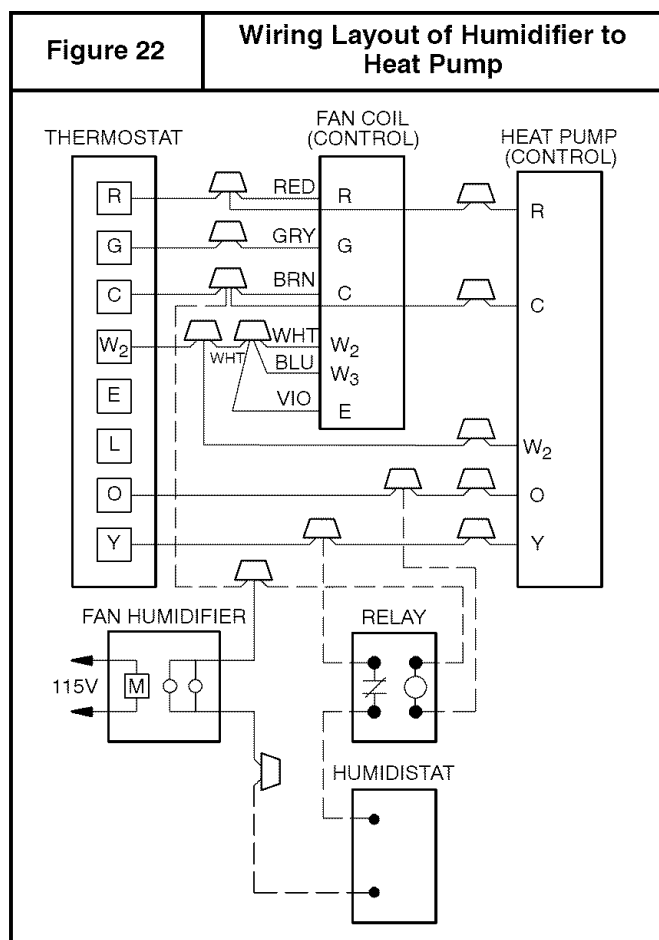 Figure 22
Wiring Layout of Humidifier to
Heat Pump
THERMOSTAT
R
G
C
W2
E
L
O
Y
FAN COIL
(CONTROL)
RED
GRY
BRN
WHT
WHT
BLU
VIO
R
G
C
W2
W3
E
HEAT PUMP
(CONTROL)
R
C
W2
O
Y
FAN HUMIDIFIER
115V
M
RELAY
HUMIDISTAT